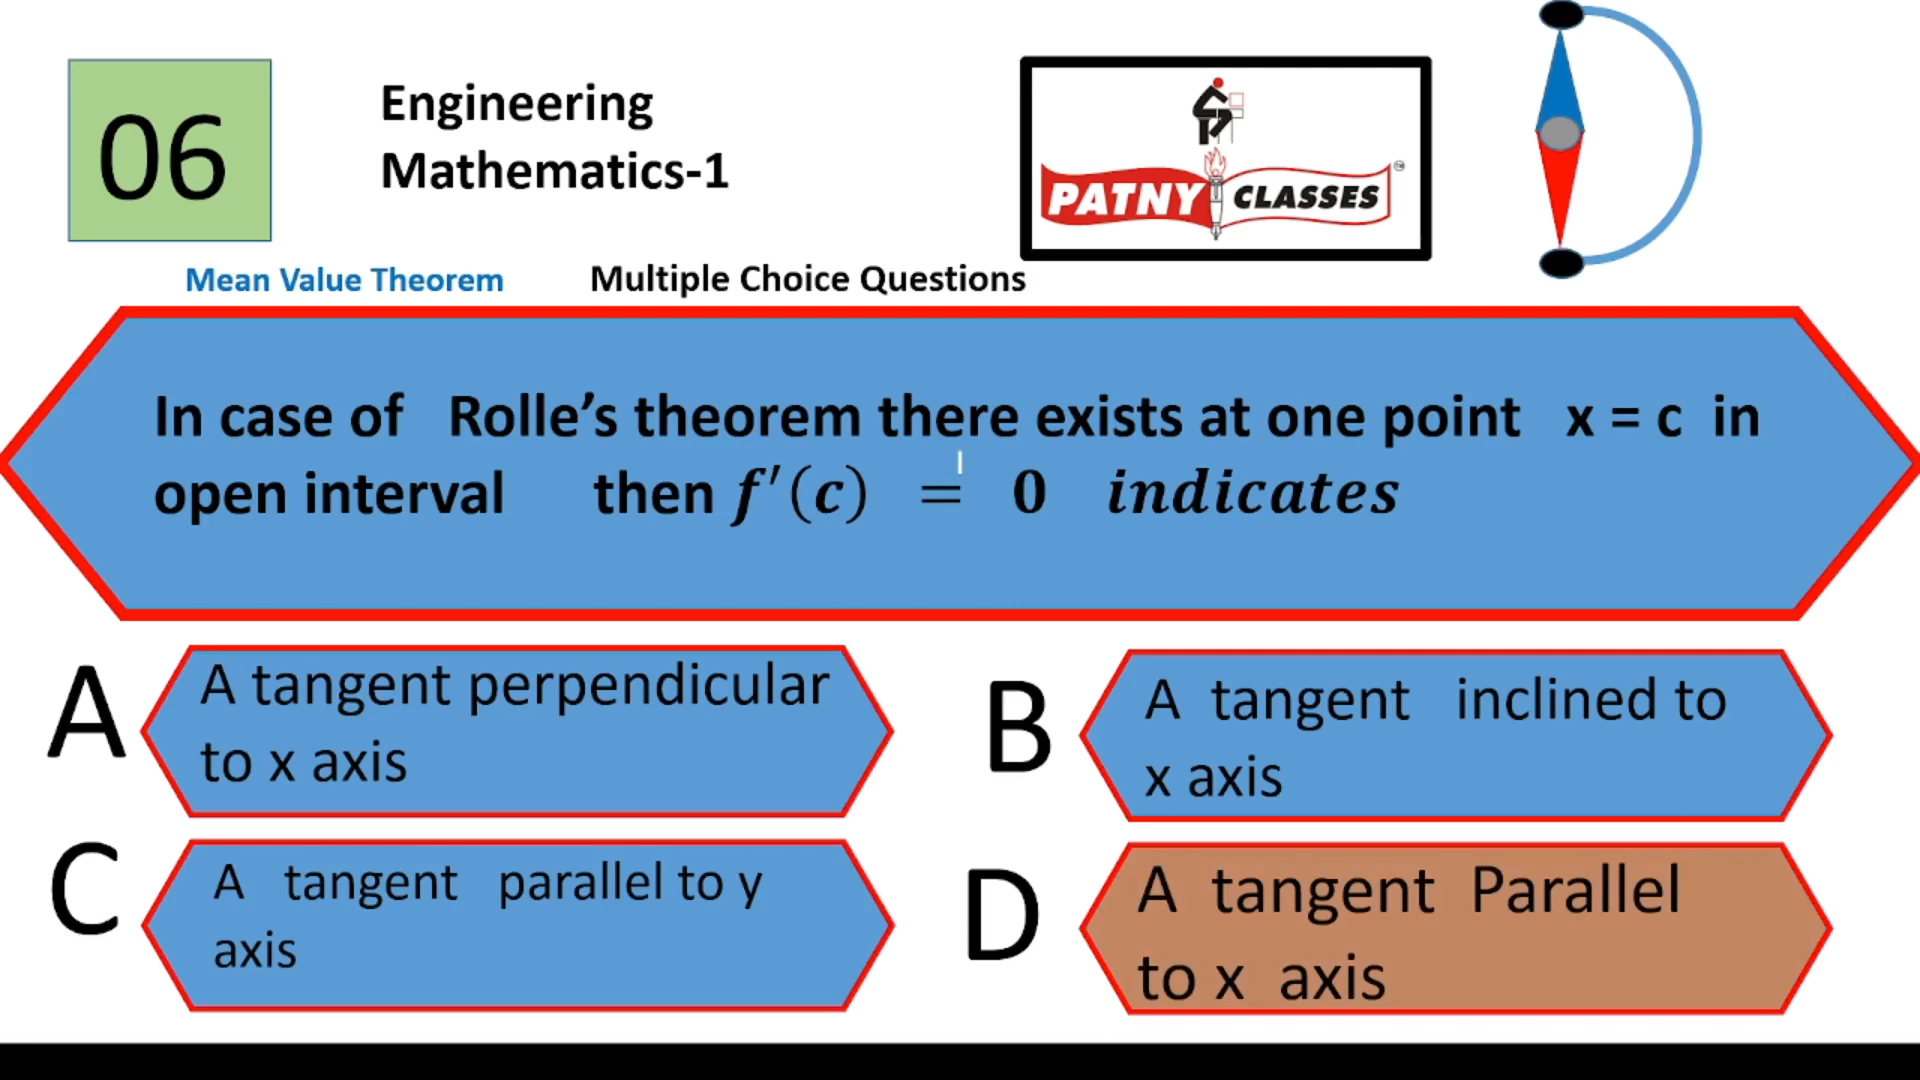 06
Engineering
Mathematics-1
PATNY CLASSES TM
Mean Value Theorem Multiple Choice Questions
In case of Rolle’s theorem there exists at one point x = c in
open interval then f′(c) = 0 indicates
A
A tangent perpendicular
to x axis
B
A tangent inclined to
x axis
C
A tangent parallel to y
axis
D
A tangent Parallel
to x axis